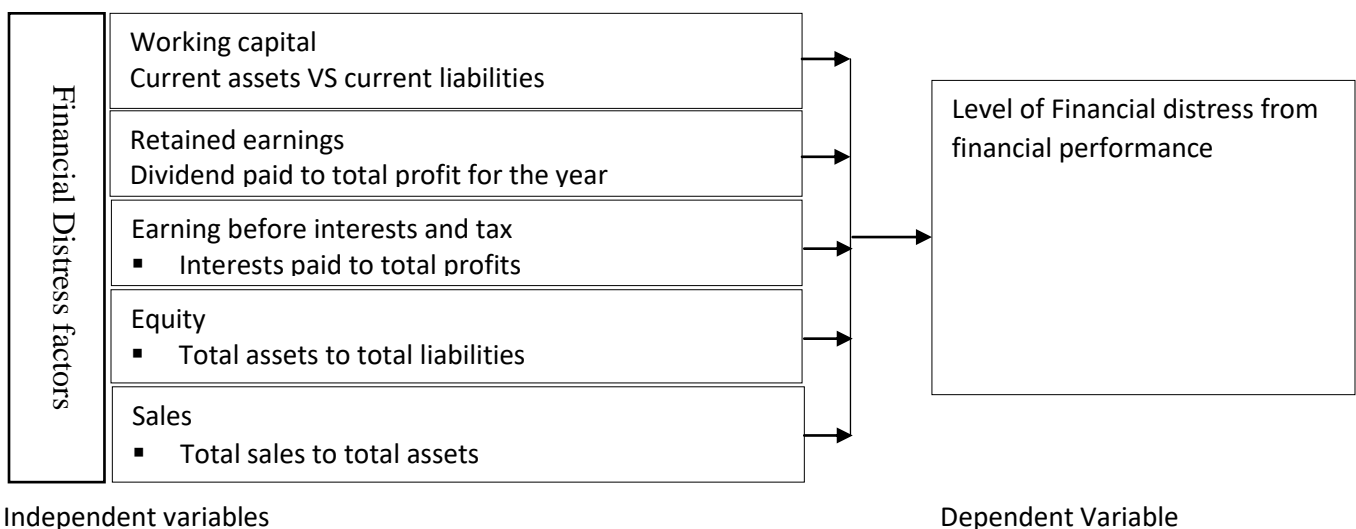 Financial Distress factors
Working capital
Current assets VS current liabilities
Retained earnings
Dividend paid to total profit for the year
Earning before interests and tax
▪ Interests paid to total profits
Equity
▪ Total assets to total liabilities
Sales
▪ Total sales to total assets
Level of Financial distress from
financial performance
Independent variables
Dependent Variable